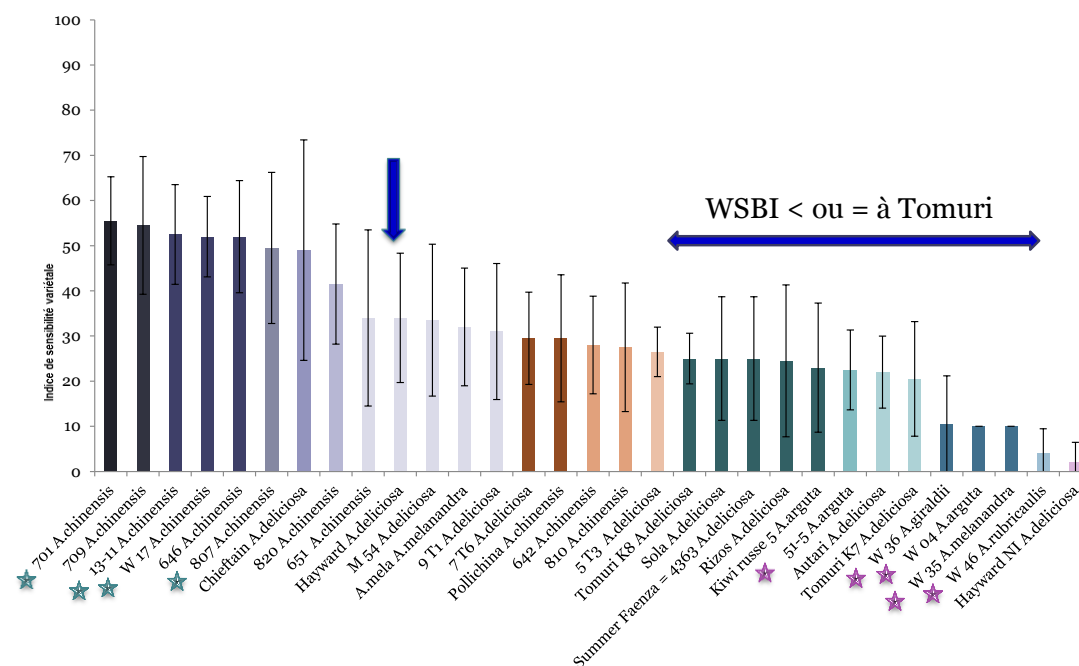 100
90
80
70
60
50
40
30
20
10
0
Indice de sensibilité variétale
WSBI < ou = à Tomuri
701 A.chinensis
709 A.chinensis
13-11 A.chinensis
W 17 A.chinensis
646 A.chinensis
807 A.chinensis
Chieftain A.deliciosa
820 A.chinensis
651 A.chinensis
Hayward A.deliciosa
M 54 A.deliciosa
Amela A.melanandra
9 T1 A.deliciosa
7 T6 A.deliciosa
Pollichina A.chinensis
642 A.chinensis
810 A.chinensis
5 T3 A.deliciosa
Tomuri K8 A.deliciosa
Sola A.deliciosa
Summer Faenza = 4363 A.deliciosa
Rizos A.deliciosa
Kiwi russe 5 A.arguta
51-5 A.arguta
Autari A.deliciosa
Tomuri K7 A.deliciosa
W 36 A.giraldii
W 04 A.arguta
W 35 A.melanandra
W 46 A.rubricaulis
Hayward NI A.deliciosa